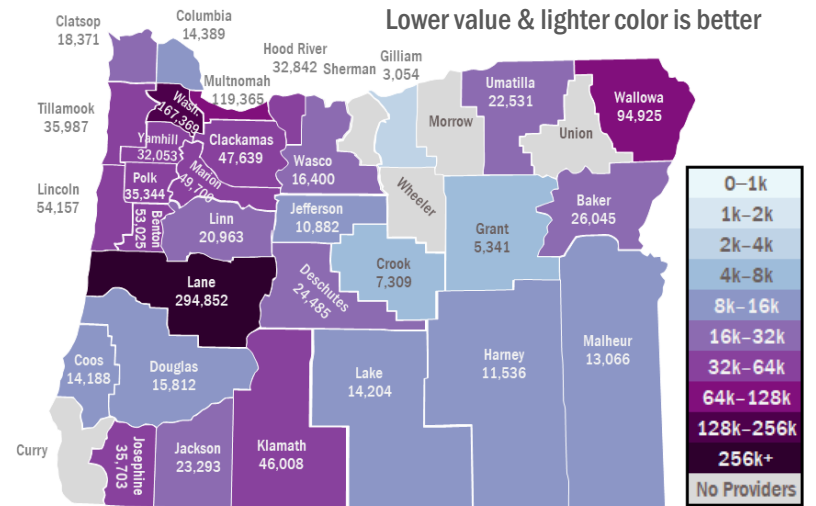 Lower value & lighter color is better
Clatsop
18,371
Columbia
14,389
Hood River
32,842
Sherman
Gilliam
3,054
Multnomah
119,365
Umatilla
22,531
Wallowa
94,925
Morrow
Union
Tillamook
35,987
Wash.
167,369
Yamhill
32,053
Clackamas
47,639
Marion
49,700
Wasco
16,400
Wheeler
Polk
35,344
Lincoln
54,157
Benton
53,025
Linn
20,963
Jefferson
10,882
Grant
5,341
Baker
26,045
Crook
7,309
Deschutes
24,485
Lane
294,852
Coos
14,188
Douglas
15,812
Lake
14,204
Harney
11,536
Malheur
13,066
Curry
Josephine
35,703
Jackson
23,293
Klamath
46,008
0–1k
1k–2k
2k–4k
4k–8k
8k–16k
16k–32k
32k–64k
64k–128k
128k–256k
256k+
No Providers